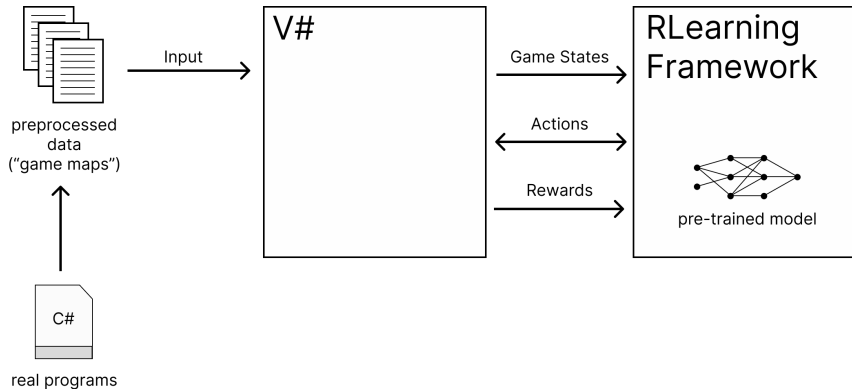 V#
RLearning
Framework
Input
Game States
Actions
Rewards
preprocessed
data
(“game maps”)
pre-trained model
C#
real programs